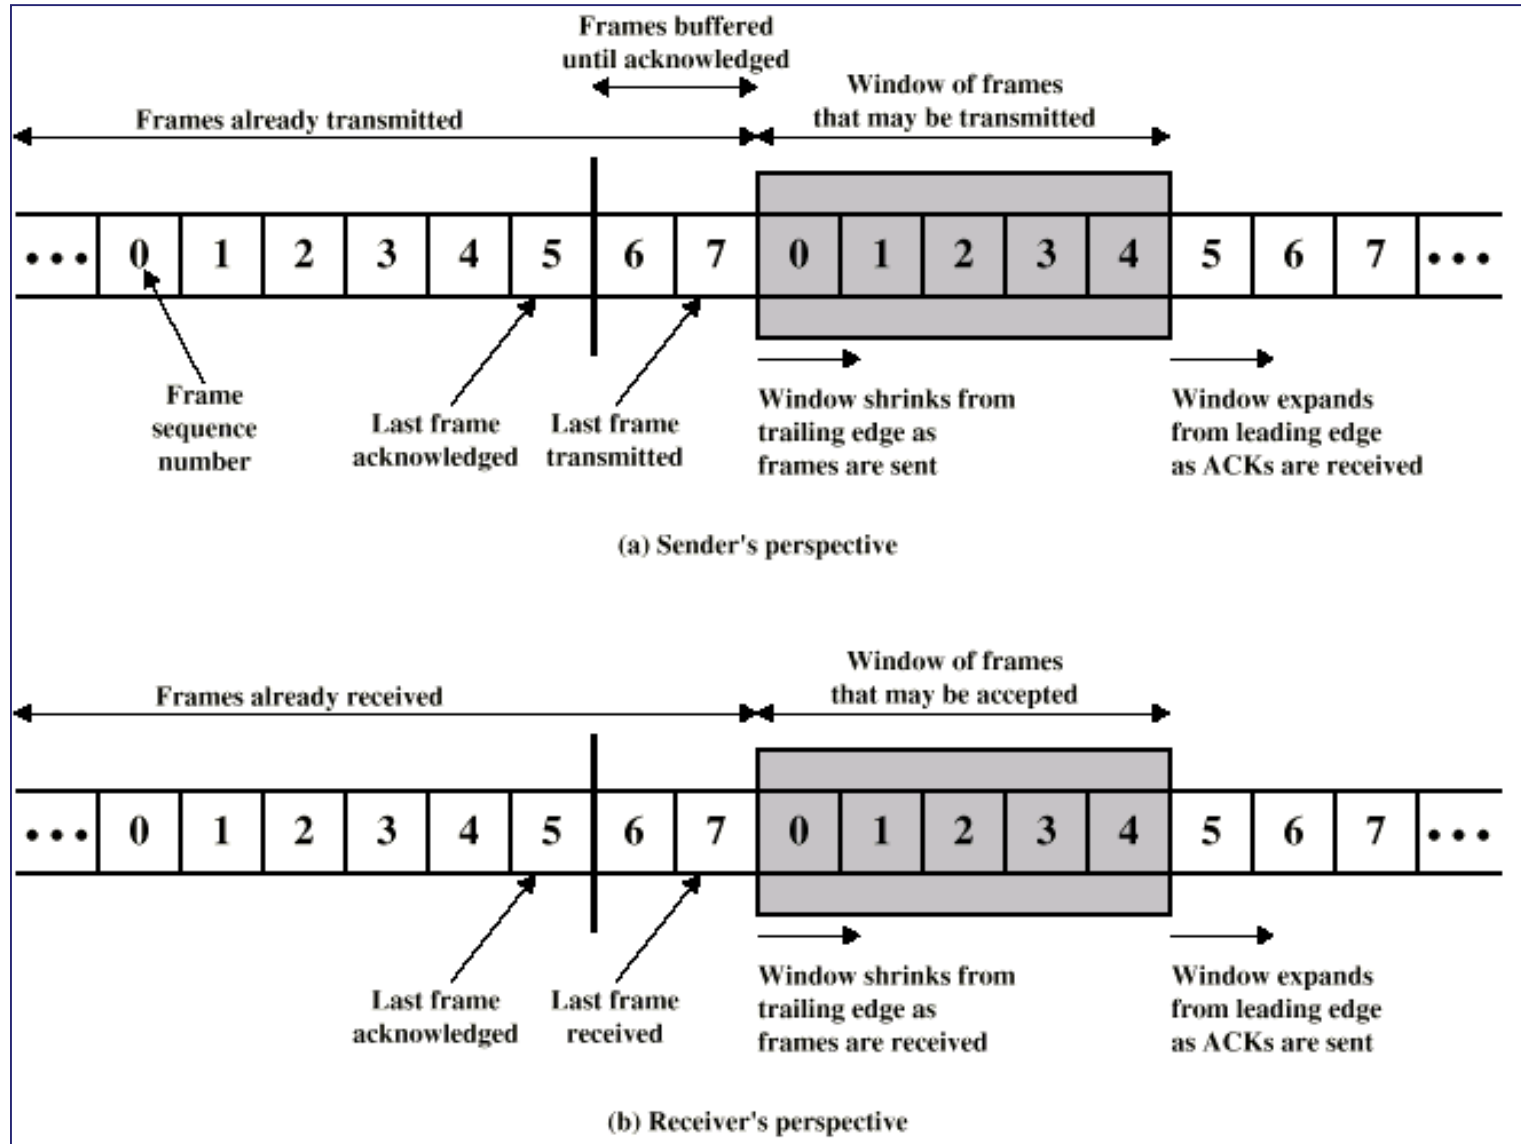 Frames buffered
until acknowledged
Window of frames
that may be transmitted
Frames already transmitted
••• 0 1 2 3 4 5 6 7 0 1 2 3 4 5 6 7 •••
Frame
sequence
number
Last frame
acknowledged
Last frame
transmitted
Window shrinks from
trailing edge as
frames are sent
Window expands
from leading edge
as ACKs are received
(a) Sender's perspective
Window of frames
that may be accepted
Frames already received
••• 0 1 2 3 4 5 6 7 0 1 2 3 4 5 6 7 •••
Last frame
acknowledged
Last frame
received
Window shrinks from
trailing edge as
frames are received
Window expands
from leading edge
as ACKs are sent
(b) Receiver's perspective